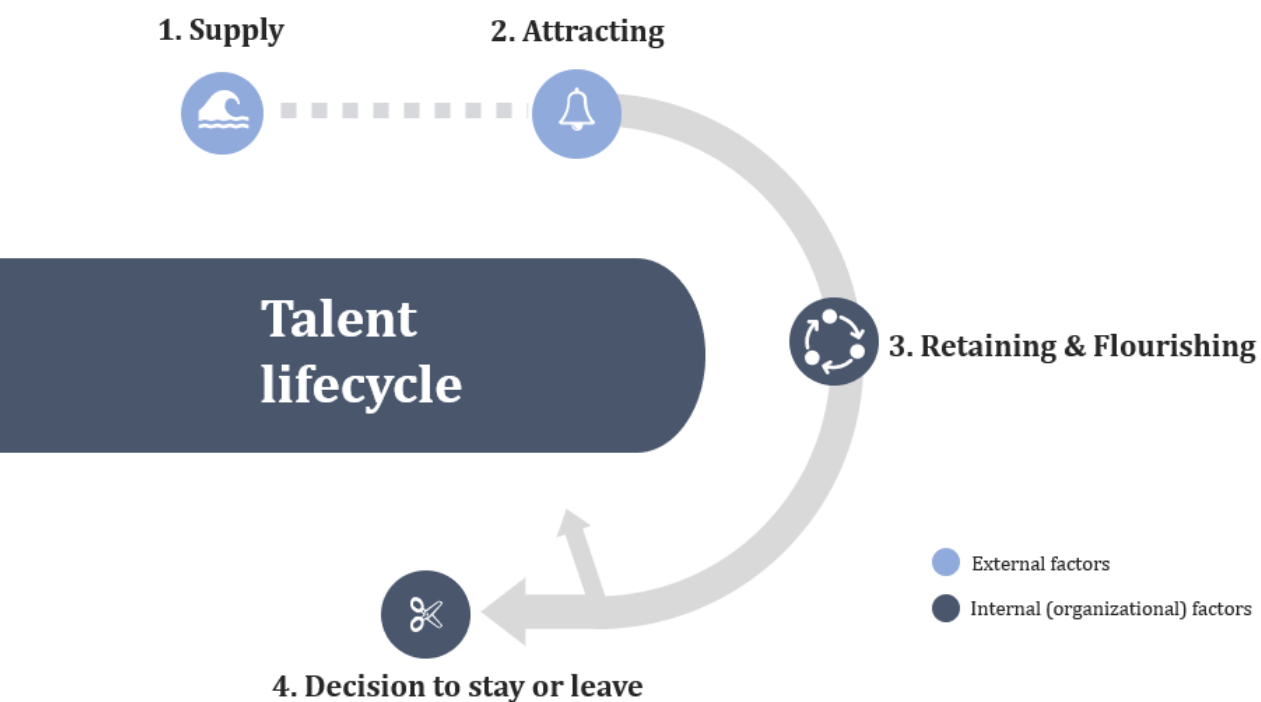 1. Supply
2. Attracting
Talent
lifecycle
3. Retaining & Flourishing
External factors
Internal (organizational) factors
4. Decision to stay or leave